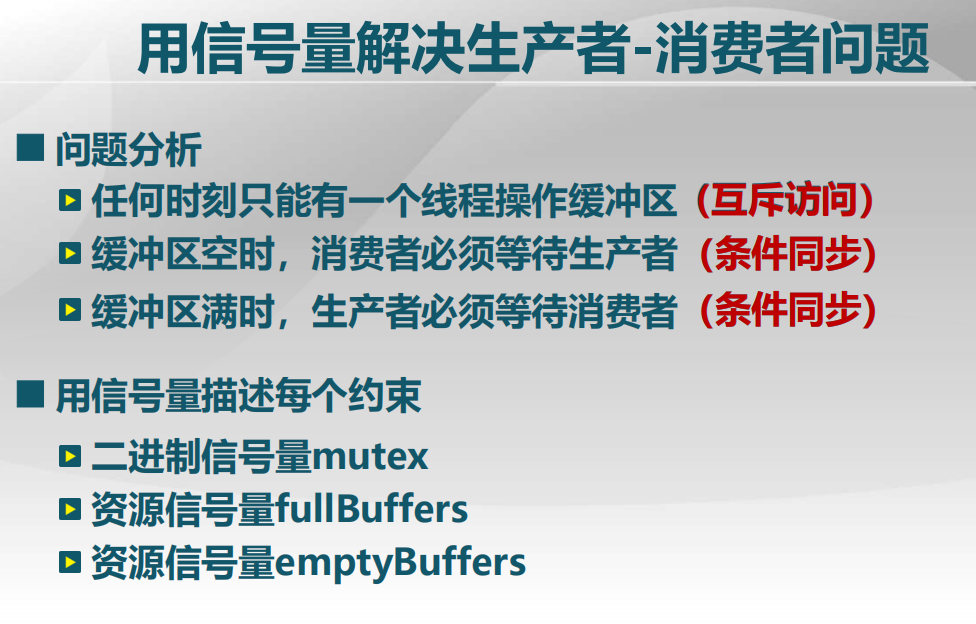 用信号量解决生产者-消费者问题
问题分析
任何时刻只能有一个线程操作缓冲区（互斥访问）
缓冲区空时，消费者必须等待生产者（条件同步）
缓冲区满时，生产者必须等待消费者（条件同步）
用信号量描述每个约束
二进制信号量mutex
资源信号量fullBuffers
资源信号量emptyBuffers